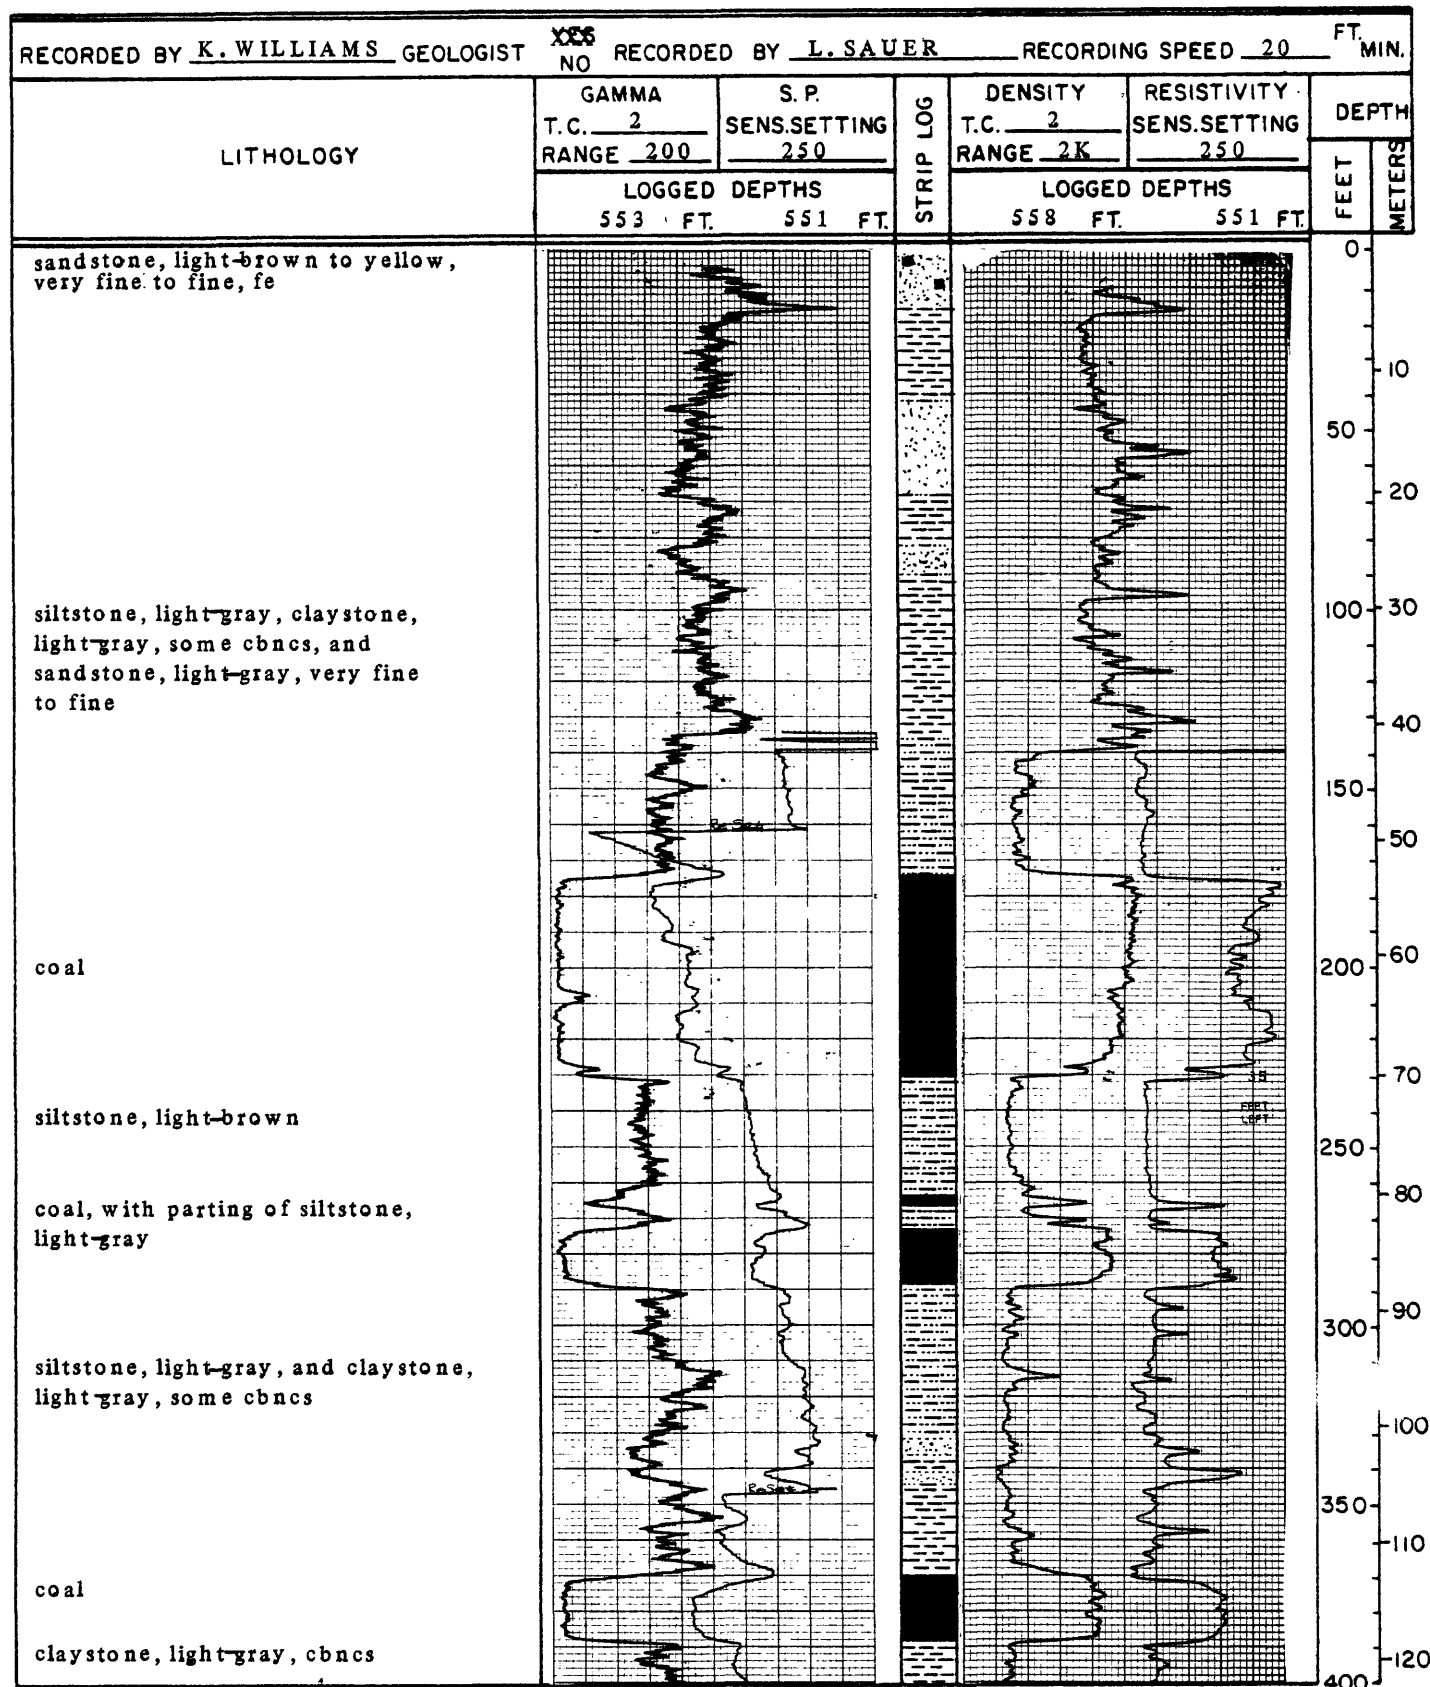 RECORDED BY K. WILLIAMS GEOLOGIST XXS NO RECORDED BY L. SAUER RECORDING SPEED 20 FT. MIN.
LITHOLOGY
GAMMA
T.C. 2
RANGE 200
S. P.
SENS. SETTING
250
LOGGED DEPTHS
553 FT. 551 FT.
STRIP LOG
DENSITY
T.C. 2
RANGE 2K
RESISTIVITY
SENS. SETTING
250
LOGGED DEPTHS
558 FT. 551 FT.
DEPTH
FEET
METERS
sandstone, light-brown to yellow,
very fine to fine, fe
siltstone, light-gray, claystone,
light-gray, some cbncs, and
sandstone, light-gray, very fine
to fine
coal
siltstone, light-brown
coal, with parting of siltstone,
light-gray
siltstone, light-gray, and claystone,
light-gray, some cbncs
coal
claystone, light-gray, cbncs
ReSet
ReSet
FEET
LEFT
0
10
50
20
100 30
40
150
50
200 60
70
250
80
90
300
100
350
110
120
400